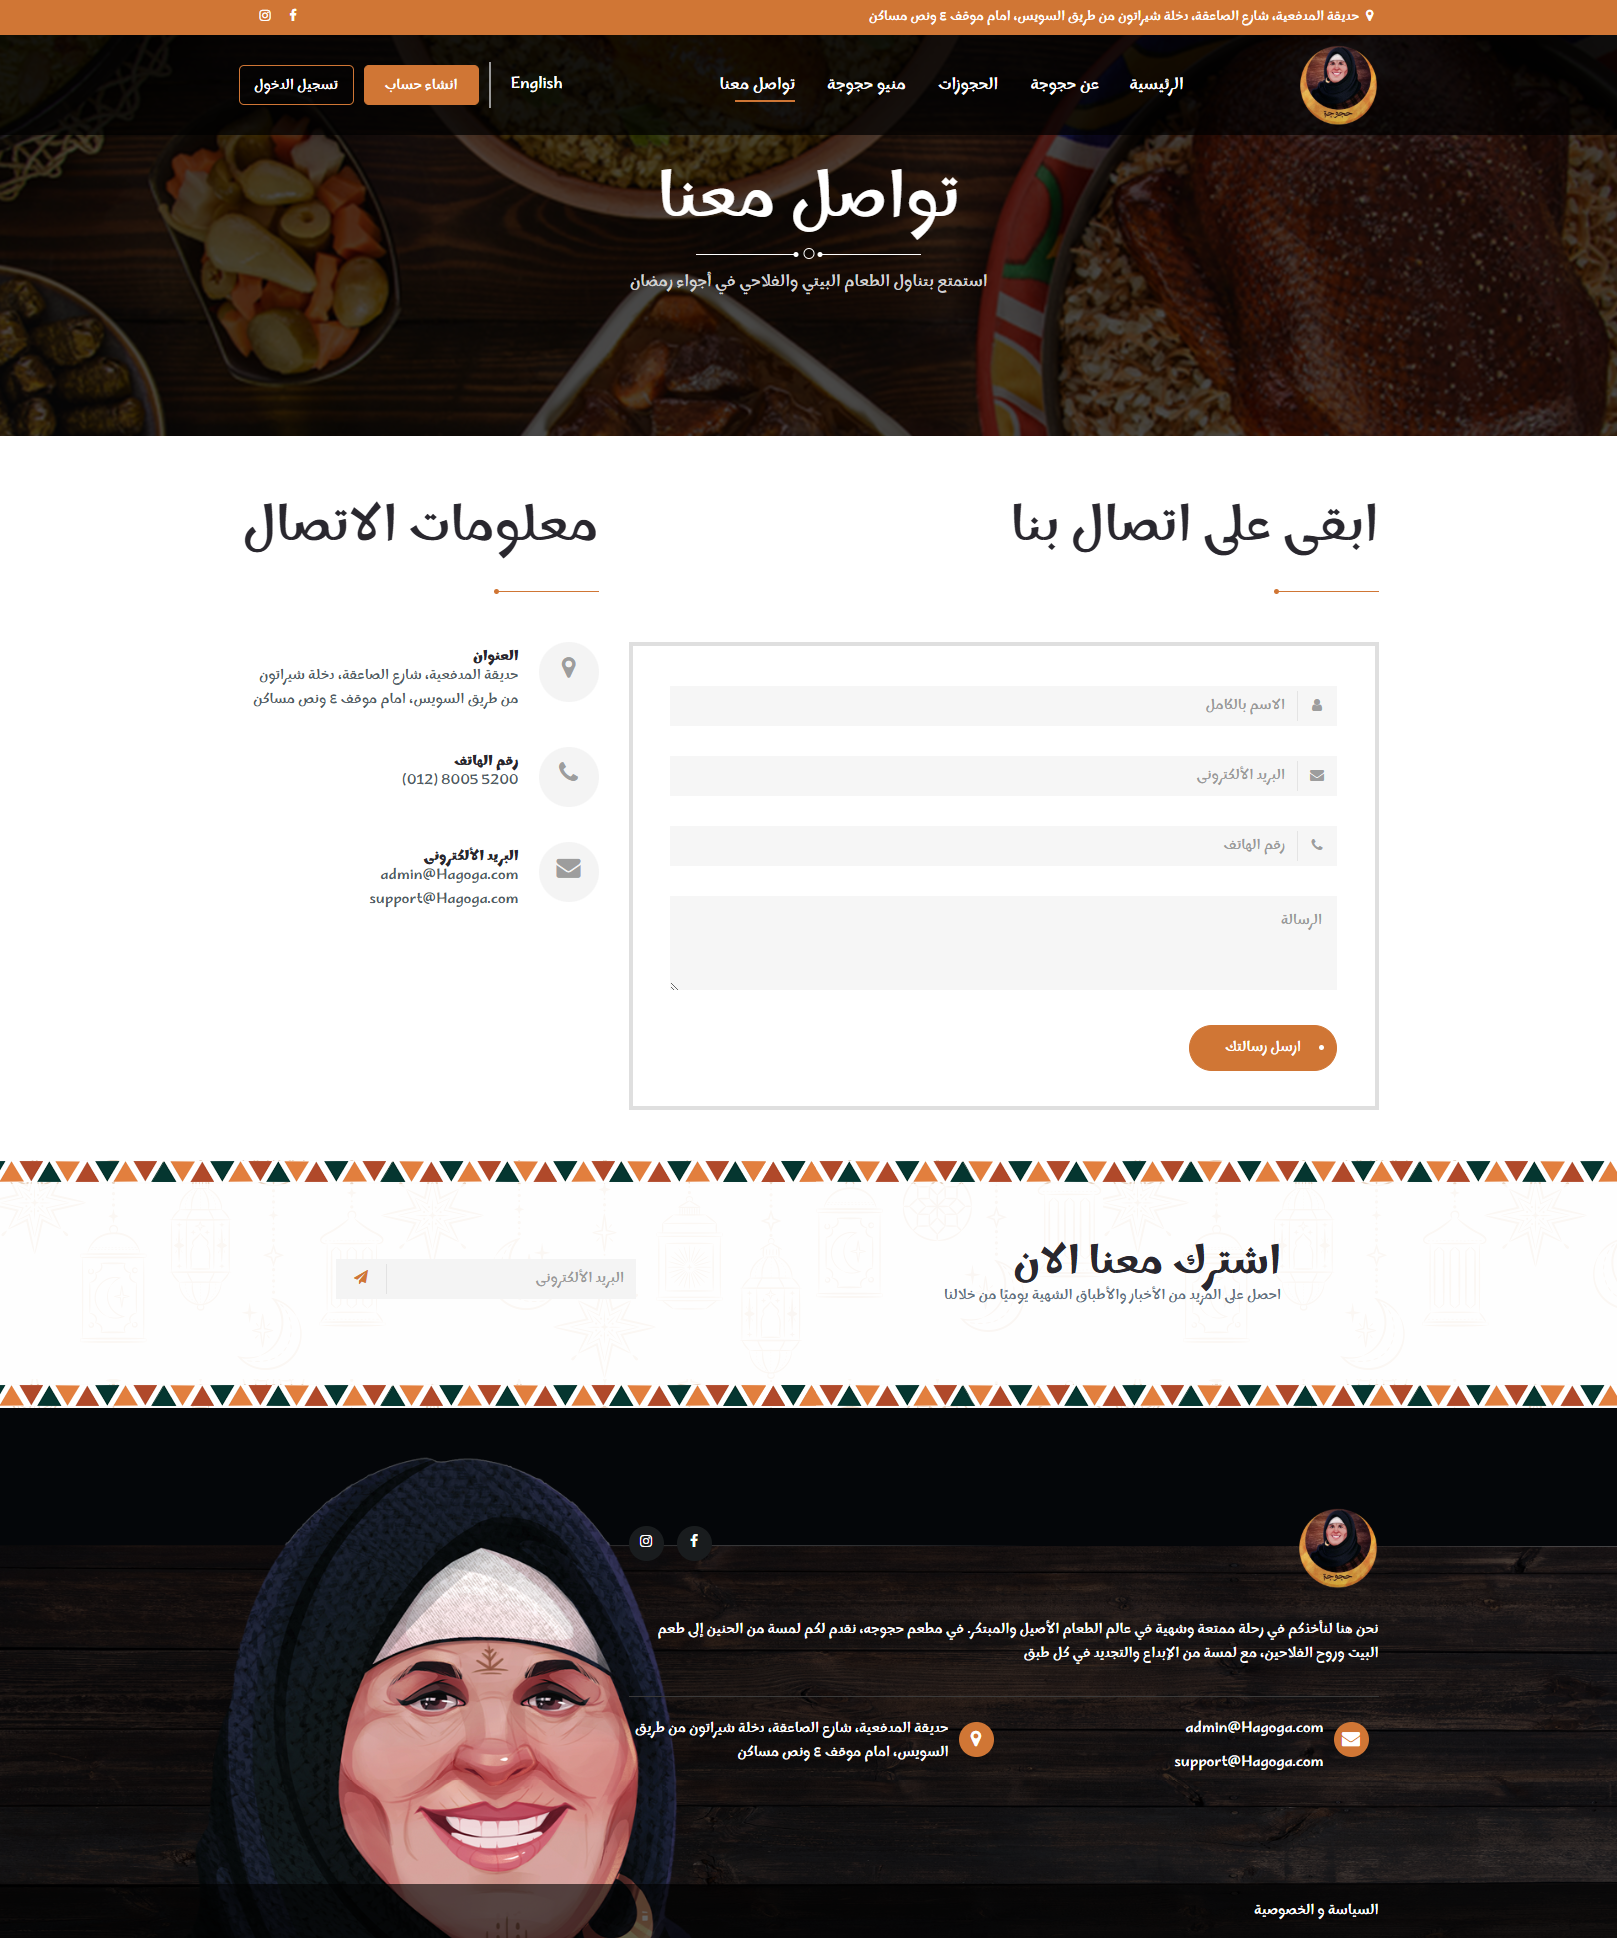 حديقة المدفعية، شارع الصاعقة، دخلة شيراتون من طريق السويس، امام موقف ٤ ونص مساكن
حجوجة
الرئيسية
عن حجوجة
الحجوزات
منيو حجوجة
تواصل معنا
English
انشاء حساب
تسجيل الدخول
تواصل معنا
استمتع بتناول الطعام البيتي والفلاحي في أجواء رمضان
ابقى على اتصال بنا
الاسم بالكامل
البريد الألكترونى
رقم الهاتف
الرسالة
ارسل رسالتك
معلومات الاتصال
العنوان
حديقة المدفعية، شارع الصاعقة، دخلة شيراتون
من طريق السويس، امام موقف ٤ ونص مساكن
رقم الهاتف
(012) 8005 5200
البريد الألكترونى
admin@Hagoga.com
support@Hagoga.com
اشترك معنا الان
احصل على المزيد من الأخبار والأطباق الشهية يوميًا من خلالنا
البريد الألكترونى
حجوجة
نحن هنا لنأخذكم في رحلة ممتعة وشهية في عالم الطعام الأصيل والمبتكر. في مطعم حجوجه، نقدم لكم لمسة من الحنين إلى طعم
البيت وروح الفلاحين، مع لمسة من الإبداع والتجديد في كل طبق
admin@Hagoga.com
support@Hagoga.com
حديقة المدفعية، شارع الصاعقة، دخلة شيراتون من طريق
السويس، امام موقف ٤ ونص مساكن
السياسة و الخصوصية